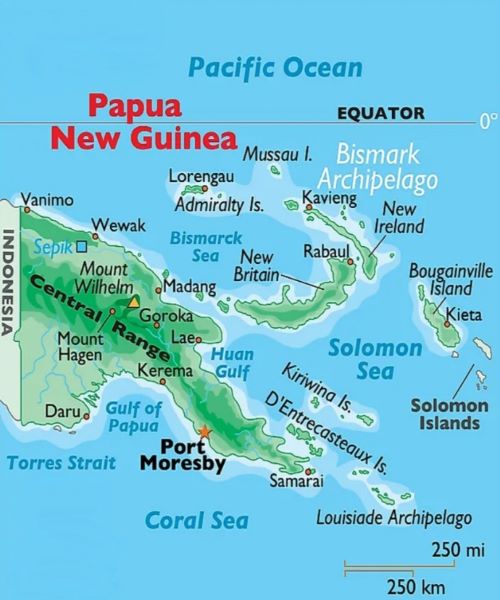 Pacific Ocean
Papua
New Guinea
EQUATOR
0°
Mussau I.
Bismark
Archipelago
Lorengau
Admiralty Is.
Kavieng
New
Ireland
Vanimo
Wewak
Sepik
Bismarck
Sea
New
Britain
Rabaul
Bougainville
Island
Kieta
INDONESIA
Mount
Wilhelm
Madang
Central Range
Goroka
Mount
Hagen
Lae
Huan
Gulf
Solomon
Sea
Kerema
Kiriwina Is.
D'Entrecasteaux Is.
Solomon
Islands
Daru
Gulf of
Papua
Port
Moresby
Torres Strait
Samarai
Coral Sea
Louisiade Archipelago
250 mi
250 km